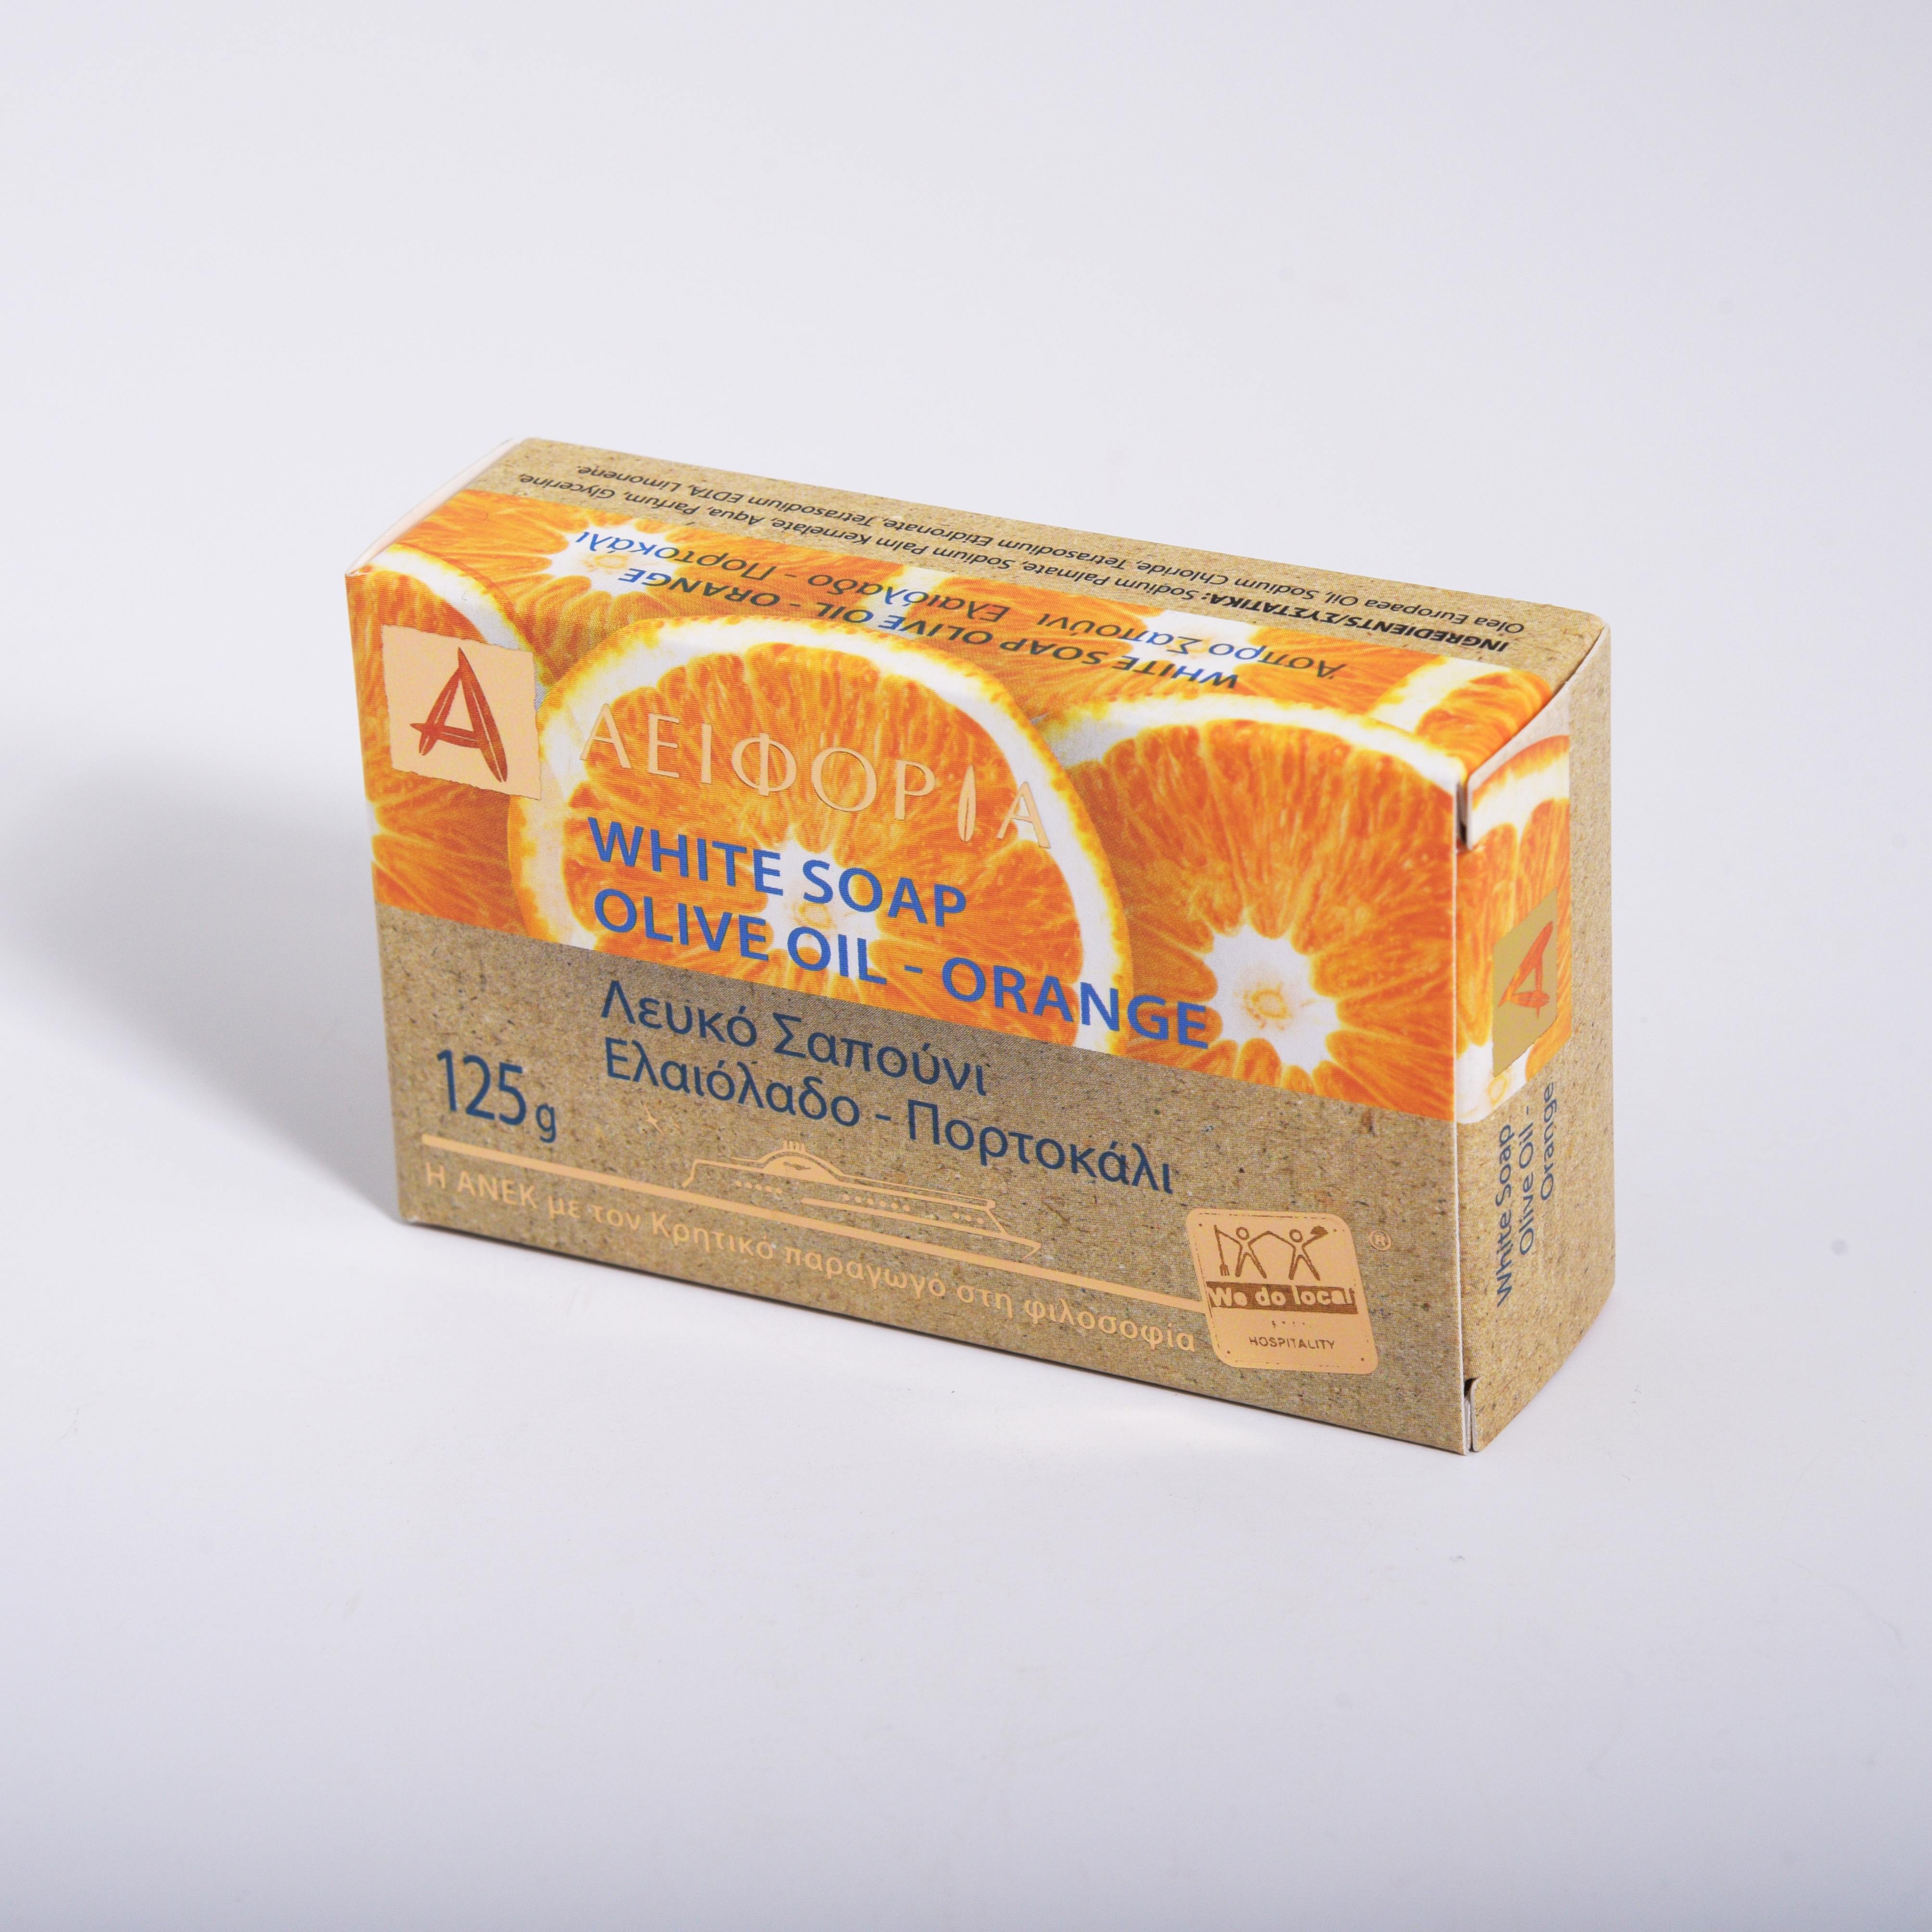 INGREDIENTS/ΣΥΣΤΑΤΙΚΑ: Sodium Palmate, Sodium Palm Kernelate, Aqua, Parfum, Glycerine,
Olea Europaea Oil, Sodium Chloride, Tetrasodium Etidronate, Tetrasodium EDTA, Limonene.
WHITE SOAP OLIVE OIL - ORANGE
Άσπρο Σαπούνι Ελαιόλαδο - Πορτοκάλι
Α
ΑΕΙΦΟΡΙΑ
WHITE SOAP
OLIVE OIL - ORANGE
Λευκό Σαπούνι
Ελαιόλαδο - Πορτοκάλι
125g
Η ΑΝΕΚ με τον Κρητικό παραγωγό στη φιλοσοφία
We do local
HOSPITALITY
®
Α
White Soap
Olive Oil -
Orange